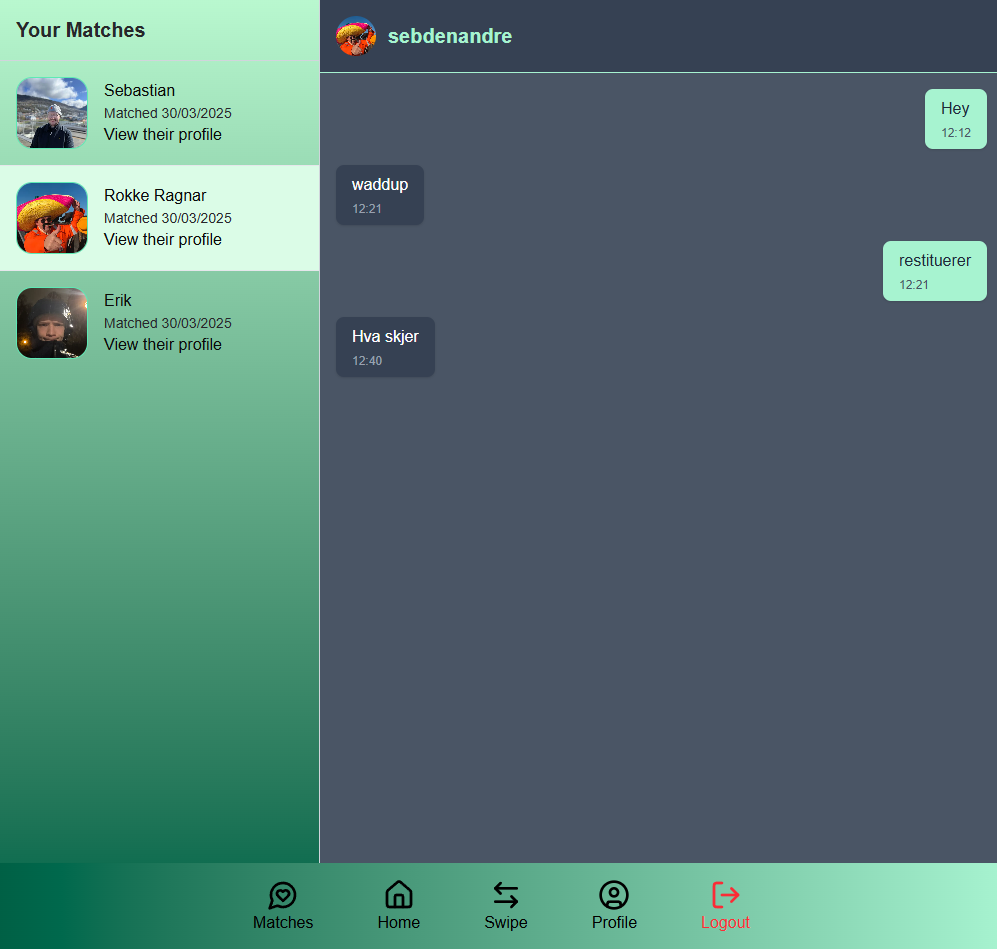 Your Matches
Sebastian
Matched 30/03/2025
View their profile
Rokke Ragnar
Matched 30/03/2025
View their profile
Erik
Matched 30/03/2025
View their profile
sebdenandre
Hey
12:12
waddup
12:21
restituerer
12:21
Hva skjer
12:40
Matches
Home
Swipe
Profile
Logout